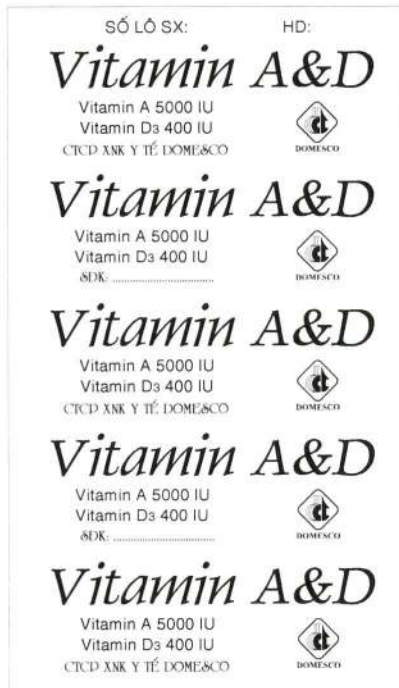 SỐ LÔ SX: HD:
Vitamin A&D
Vitamin A 5000 IU
Vitamin D3 400 IU
CTCP XNK Y TẾ DOMESCO
DOMESCO
Vitamin A&D
Vitamin A 5000 IU
Vitamin D3 400 IU
SDK: ....................................
DOMESCO
Vitamin A&D
Vitamin A 5000 IU
Vitamin D3 400 IU
CTCP XNK Y TẾ DOMESCO
DOMESCO
Vitamin A&D
Vitamin A 5000 IU
Vitamin D3 400 IU
SDK: ....................................
DOMESCO
Vitamin A&D
Vitamin A 5000 IU
Vitamin D3 400 IU
CTCP XNK Y TẾ DOMESCO
DOMESCO